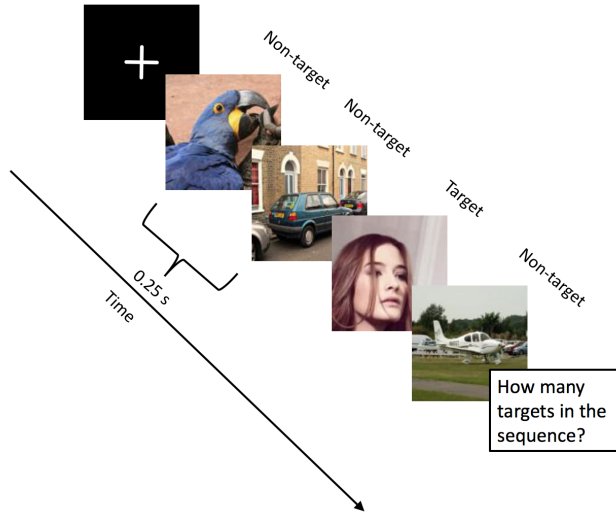 Non-target
Non-target
Target
Non-target
0.25 s
Time
How many
targets in the
sequence?